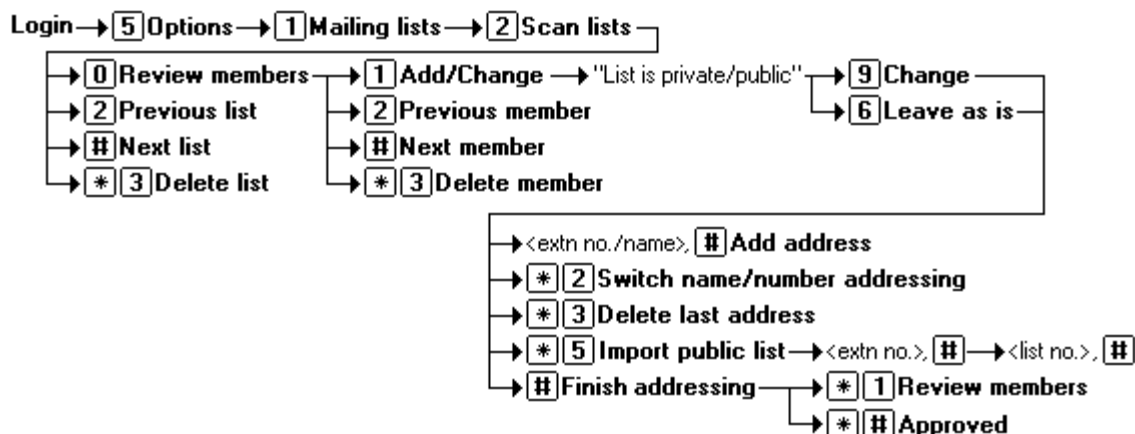 Login 5 Options 1 Mailing lists 2 Scan lists
0 Review members 1 Add/Change "List is private/public" 9 Change
2 Previous list 2 Previous member 6 Leave as is
# Next list # Next member
* 3 Delete list * 3 Delete member
<extn no./name>, # Add address
* 2 Switch name/number addressing
* 3 Delete last address
* 5 Import public list <extn no.>, # <list no.>, #
# Finish addressing * 1 Review members
* # Approved